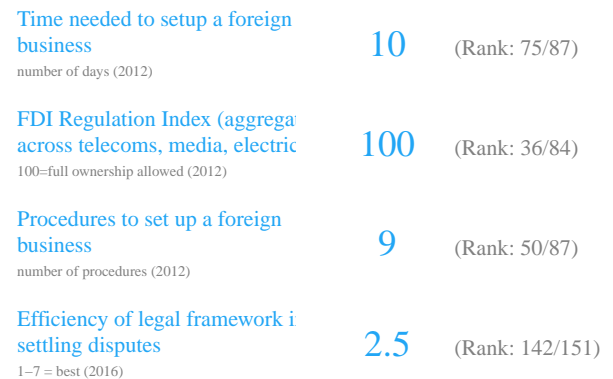 Time needed to setup a foreign
business
number of days (2012)
10
(Rank: 75/87)
FDI Regulation Index
across telecoms, media,
100=full ownership allowed (2012)
100
(Rank: 36/84)
Procedures to set up a foreign
business
number of procedures (2012)
9
(Rank: 50/87)
Efficiency of legal framework
settling disputes
1–7 = best (2016)
2.5
(Rank: 142/151)